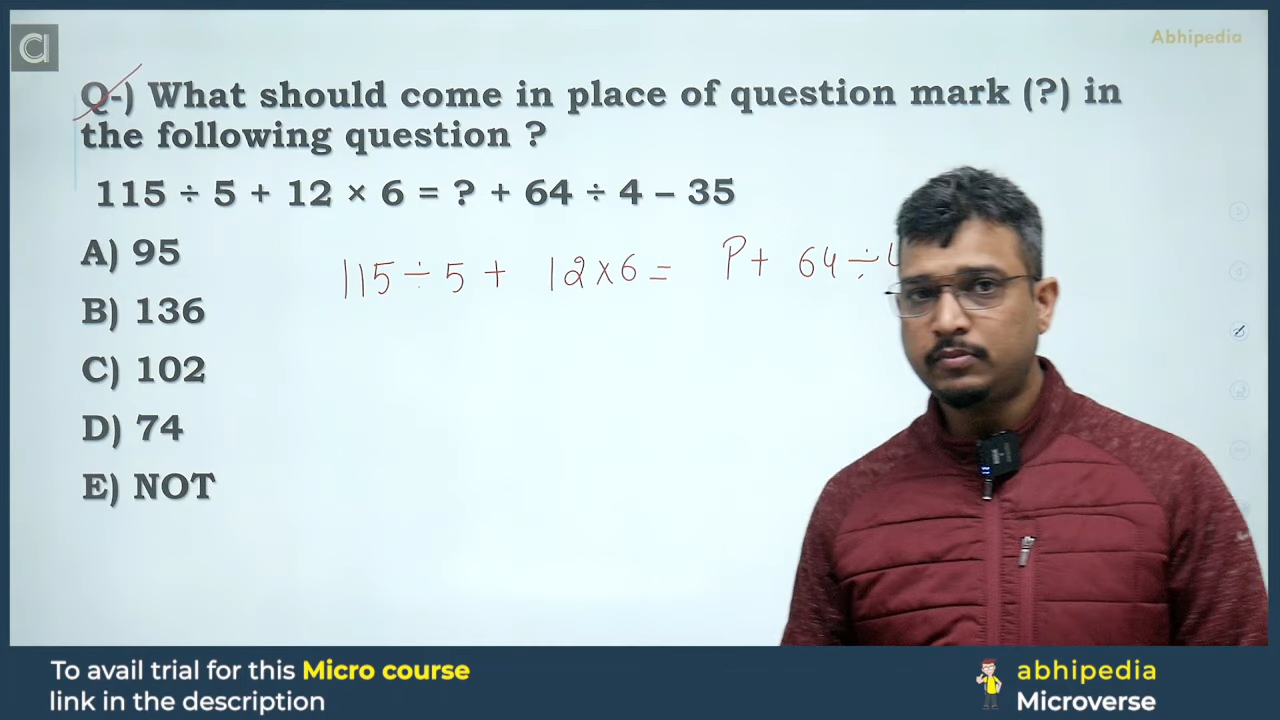 Abhipedia
Q-) What should come in place of question mark (?) in
the following question ?
115 ÷ 5 + 12 × 6 = ? + 64 ÷ 4 – 35
A) 95
115 ÷ 5 + 12 × 6 = P + 64 ÷ 4
B) 136
C) 102
D) 74
E) NOT
To avail trial for this Micro course
link in the description
abhipedia
Microverse